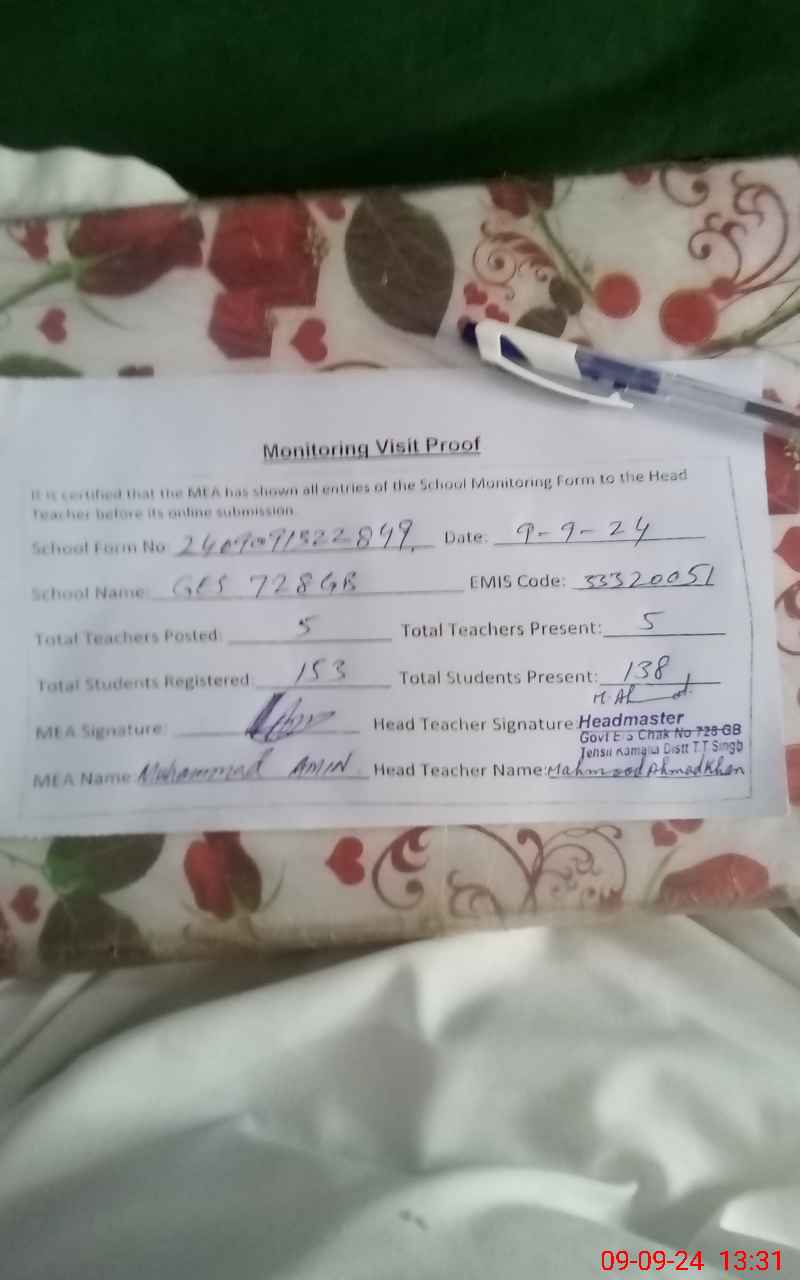 Monitoring Visit Proof
It is certified that the MEA has shown all entries of the School Monitoring Form to the Head
Teacher before its online submission.
School Form No 2409091522849 Date: 9-9-24
School Name: GES 728GB EMIS Code: 33320051
Total Teachers Posted: 5 Total Teachers Present: 5
Total Students Registered: 153 Total Students Present: 138
MEA Signature: Head Teacher Signature Headmaster
Govt E S Chak No 728 GB
Tehsil Kamalia Distt T.T Singh
MEA Name Muhammad AMIN Head Teacher Name: Mahmood Ahmad Khan
09-09-24 13:31